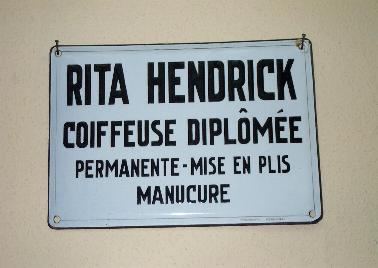 RITA HENDRICK
COIFFEUSE DIPLÔMÉE
PERMANENTE - MISE EN PLIS
MANUCURE